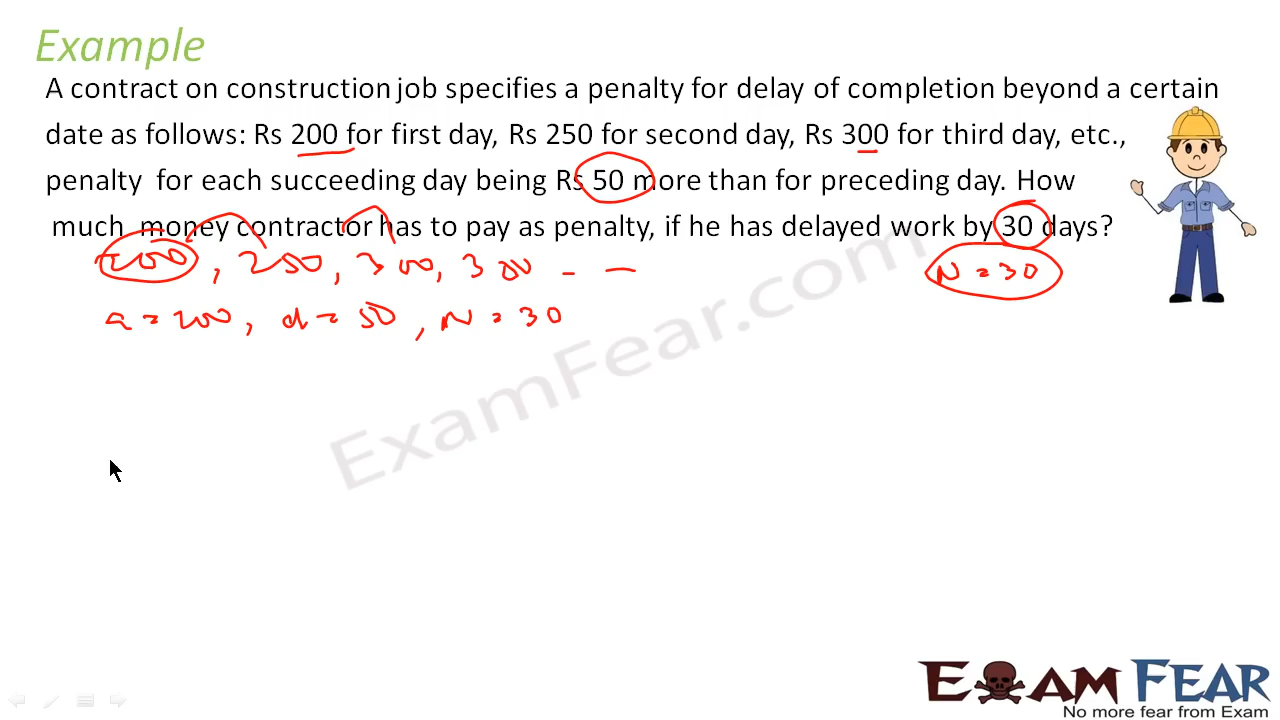 Example
A contract on construction job specifies a penalty for delay of completion beyond a certain
date as follows: Rs 200 for first day, Rs 250 for second day, Rs 300 for third day, etc.,
penalty for each succeeding day being Rs 50 more than for preceding day. How
much money contractor has to pay as penalty, if he has delayed work by 30 days?
200, 250, 300, 300 - -
N = 30
a = 200, d = 50, N = 30
ExamFear.com
EXAM FEAR
No more fear from Exam